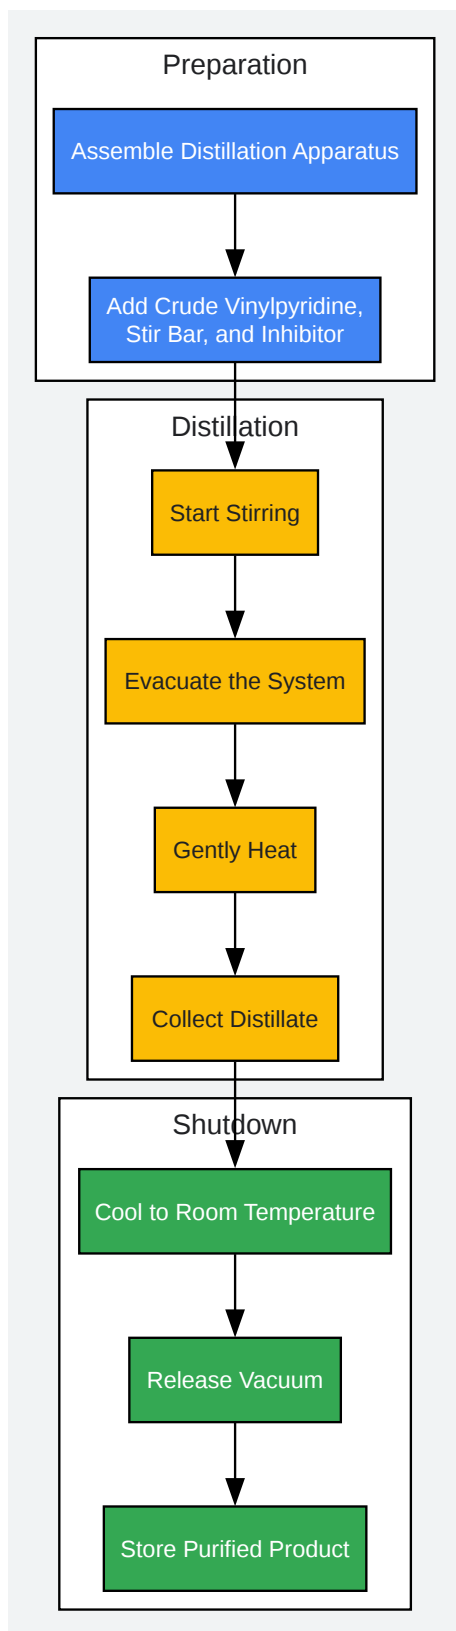 Preparation
Assemble Distillation Apparatus
Add Crude Vinylpyridine,
Stir Bar, and Inhibitor
Distillation
Start Stirring
Evacuate the System
Gently Heat
Collect Distillate
Shutdown
Cool to Room Temperature
Release Vacuum
Store Purified Product